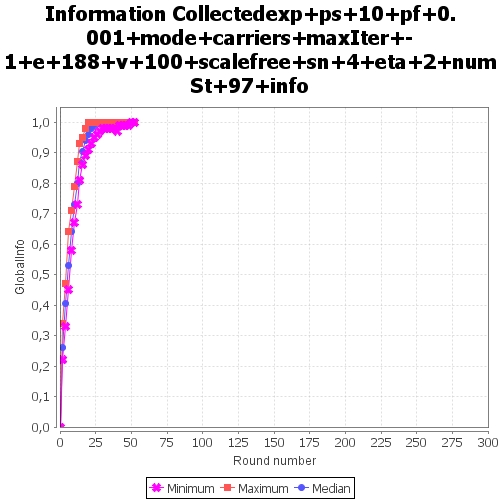 Information Collectedexp+ps+10+pf+0.
001+mode+carriers+maxIter+-
1+e+188+v+100+scalefree+sn+4+eta+2+num
St+97+info
GlobalInfo
1,0
0,9
0,8
0,7
0,6
0,5
0,4
0,3
0,2
0,1
0,0
0 25 50 75 100 125 150 175 200 225 250 275 300
Round number
Minimum Maximum Median